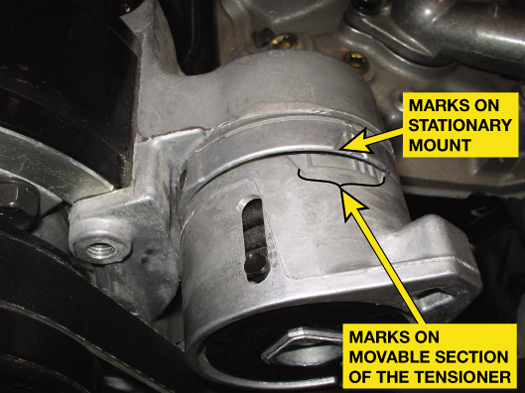 MARKS ON
STATIONARY
MOUNT
MARKS ON
MOVABLE SECTION
OF THE TENSIONER